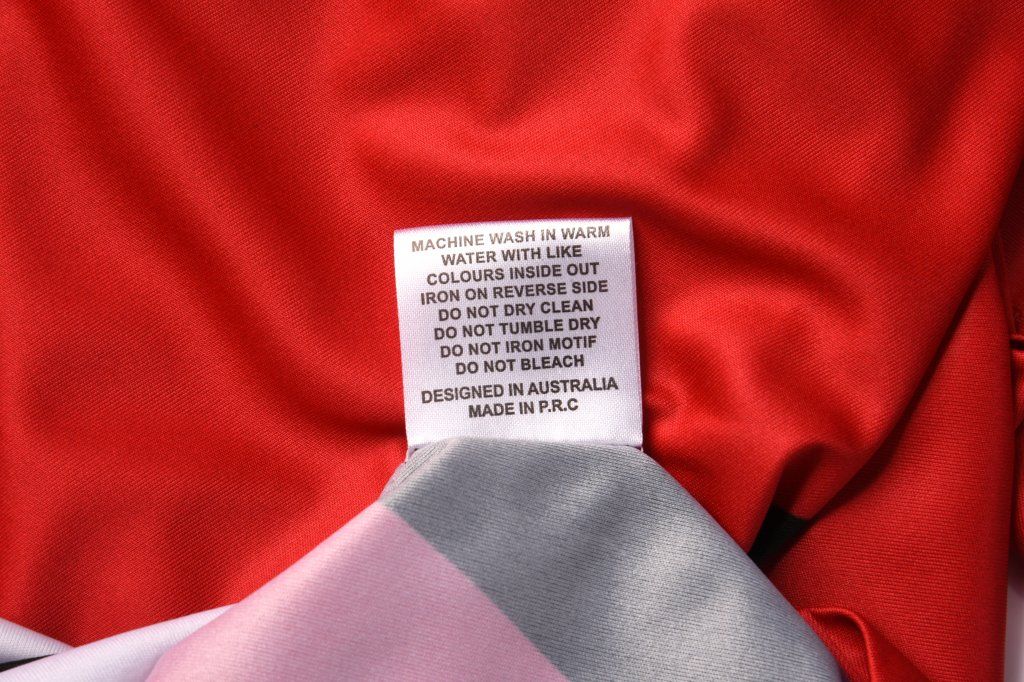 MACHINE WASH IN WARM
WATER WITH LIKE
COLOURS INSIDE OUT
IRON ON REVERSE SIDE
DO NOT DRY CLEAN
DO NOT TUMBLE DRY
DO NOT IRON MOTIF
DO NOT BLEACH
DESIGNED IN AUSTRALIA
MADE IN P.R.C